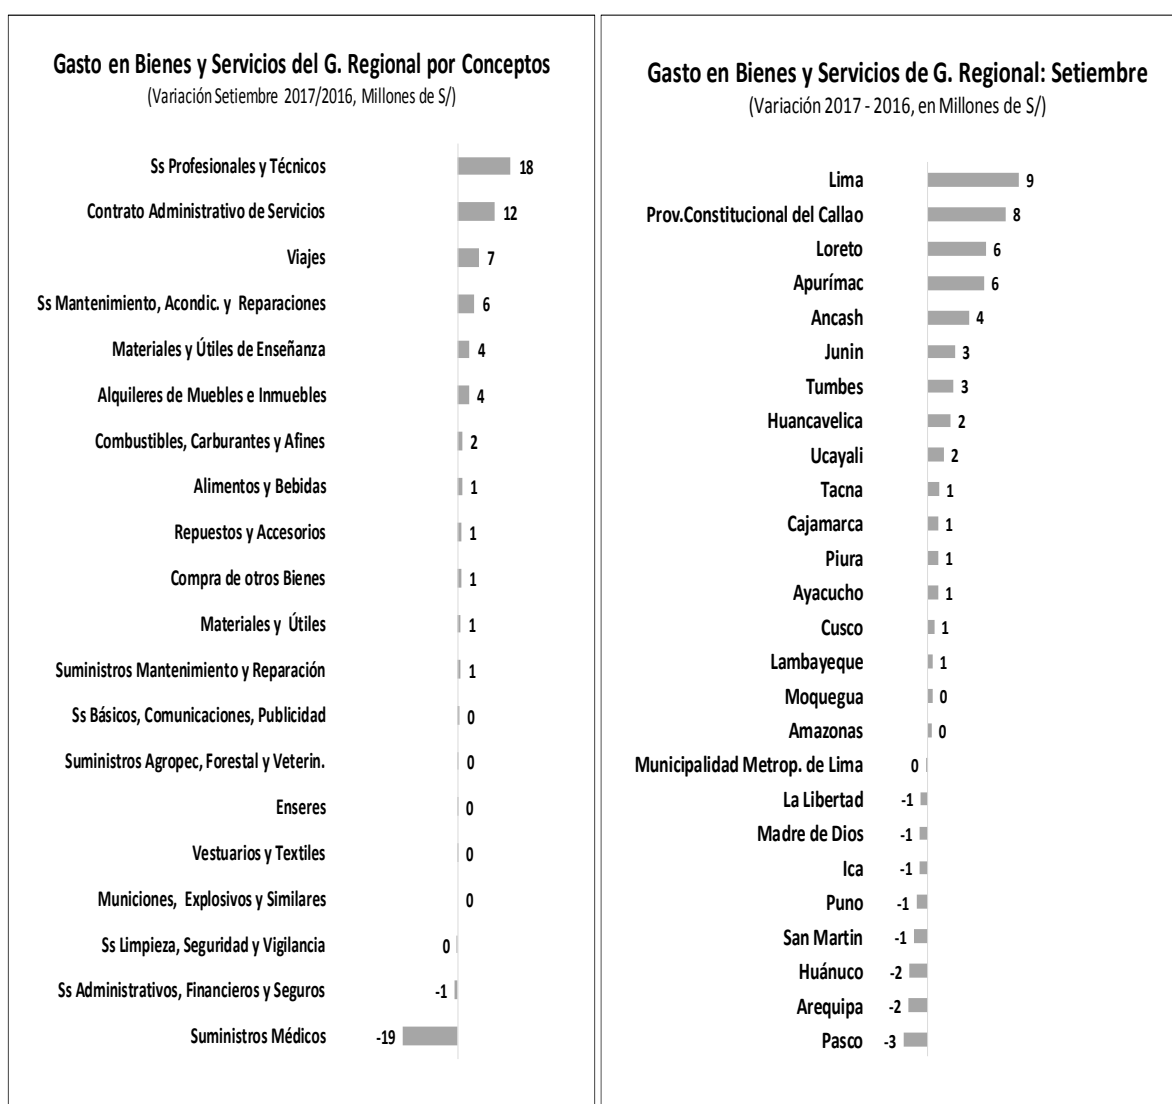 Gasto en Bienes y Servicios del G. Regional por Conceptos
(Variación Setiembre 2017/2016, Millones de S/)
Ss Profesionales y Técnicos 18
Contrato Administrativo de Servicios 12
Viajes 7
Ss Mantenimiento, Acondic. y Reparaciones 6
Materiales y Útiles de Enseñanza 4
Alquileres de Muebles e Inmuebles 4
Combustibles, Carburantes y Afines 2
Alimentos y Bebidas 1
Repuestos y Accesorios 1
Compra de otros Bienes 1
Materiales y Útiles 1
Suministros Mantenimiento y Reparación 1
Ss Básicos, Comunicaciones, Publicidad 0
Suministros Agropec, Forestal y Veterin. 0
Enseres 0
Vestuarios y Textiles 0
Municiones, Explosivos y Similares 0
Ss Limpieza, Seguridad y Vigilancia 0
Ss Administrativos, Financieros y Seguros -1
Suministros Médicos -19
Gasto en Bienes y Servicios de G. Regional: Setiembre
(Variación 2017 - 2016, en Millones de S/)
Lima 9
Prov.Constitucional del Callao 8
Loreto 6
Apurímac 6
Ancash 4
Junin 3
Tumbes 3
Huancavelica 2
Ucayali 2
Tacna 1
Cajamarca 1
Piura 1
Ayacucho 1
Cusco 1
Lambayeque 1
Moquegua 0
Amazonas 0
Municipalidad Metrop. de Lima 0
La Libertad -1
Madre de Dios -1
Ica -1
Puno -1
San Martin -1
Huánuco -2
Arequipa -2
Pasco -3